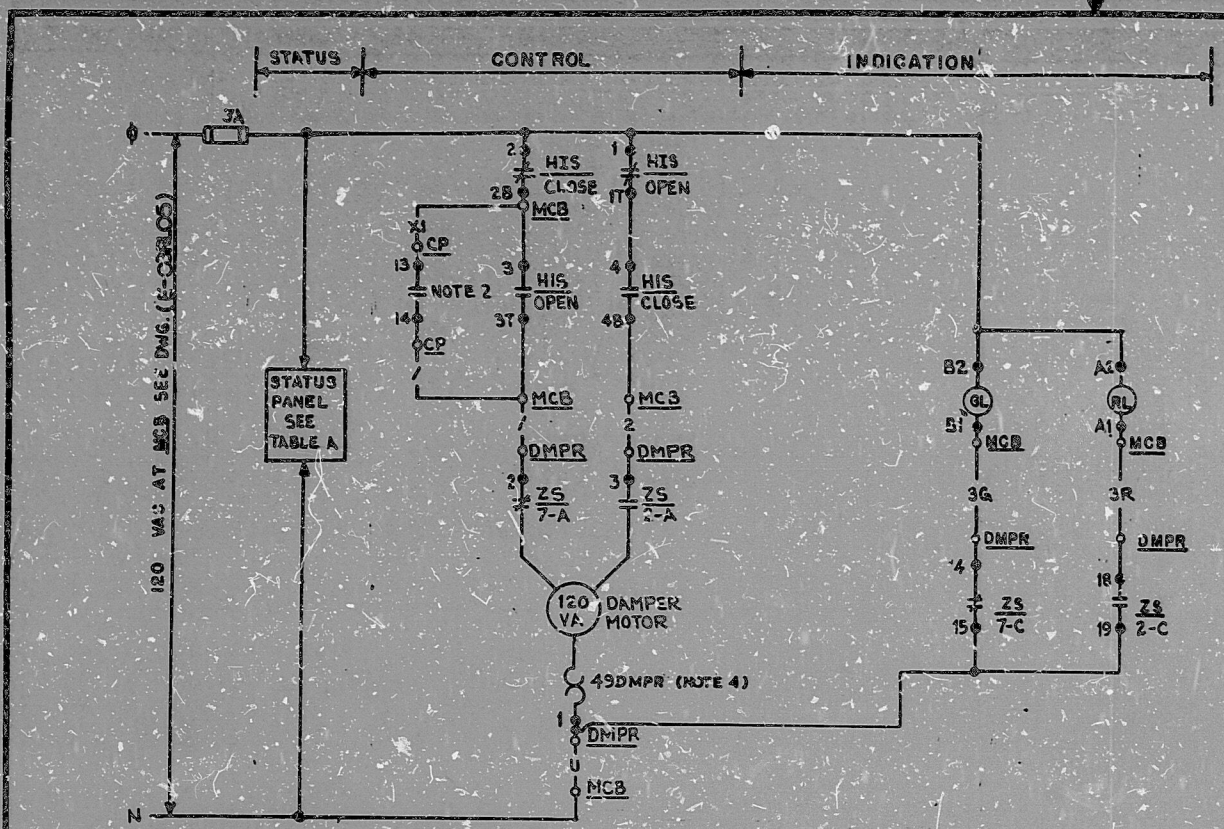 STATUS
CONTROL
INDICATION
3A
Φ
2
HIS
CLOSE
2B
MCB
1
HIS
OPEN
1T
X1
CP
13
NOTE 2
14
CP
3
HIS
OPEN
3T
4
HIS
CLOSE
4B
120 VAC AT MCB SEE DWG.
STATUS
PANEL
SEE
TABLE A
MCB
MCB
2
DMPR
DMPR
2
ZS
7-A
3
ZS
2-A
120
VA
DAMPER
MOTOR
49DMPR (NOTE 4)
1
DMPR
U
MCB
N
B2
GL
B1
MCB
3G
DMPR
14
ZS
7-C
15
A2
RL
A1
MCB
3R
DMPR
18
ZS
2-C
19